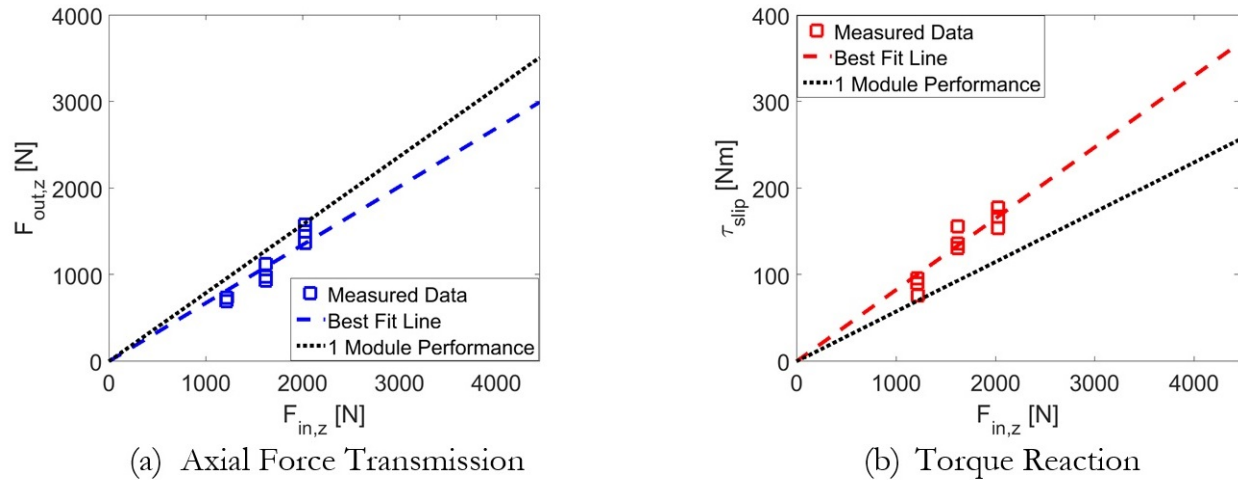 4000
3000
2000
1000
0
F_out,z [N]
0 1000 2000 3000 4000
F_in,z [N]
Measured Data
Best Fit Line
1 Module Performance
(a) Axial Force Transmission
400
300
200
100
0
τ_slip [Nm]
0 1000 2000 3000 4000
F_in,z [N]
Measured Data
Best Fit Line
1 Module Performance
(b) Torque Reaction